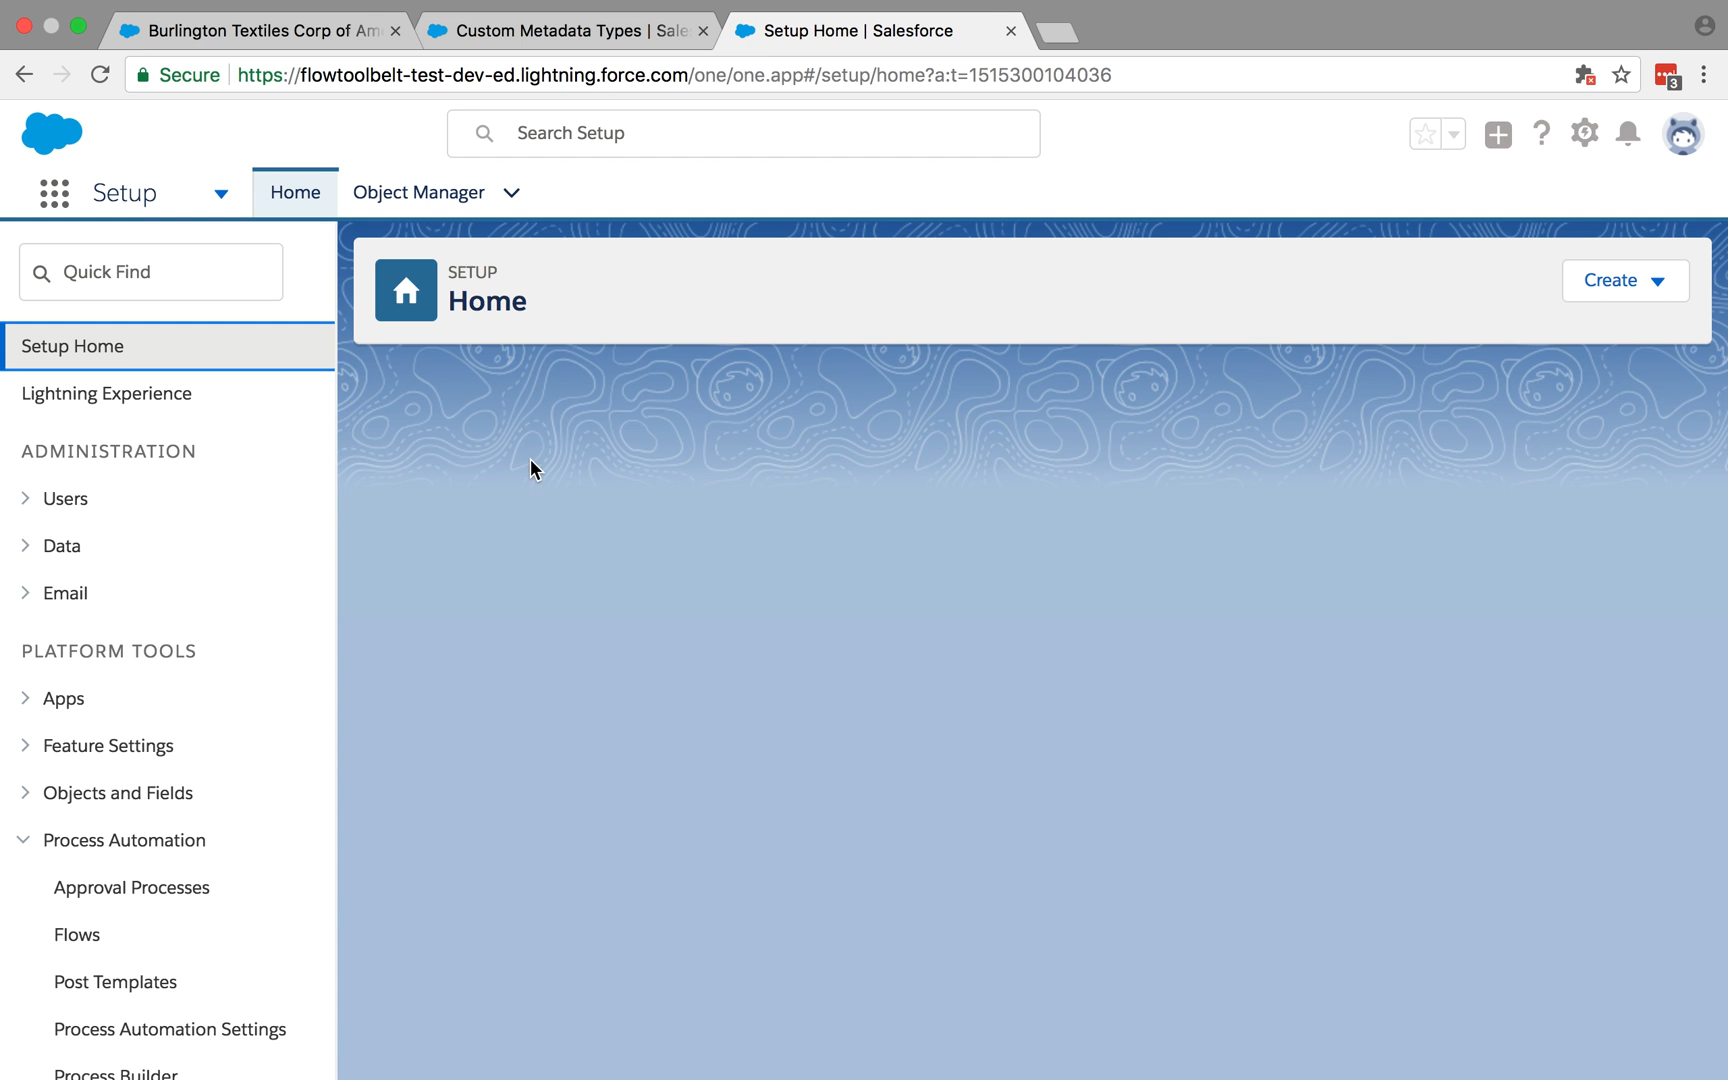 Burlington Textiles Corp of Am
Custom Metadata Types | Sale
Setup Home | Salesforce
Secure
https://flowtoolbelt-test-dev-ed.lightning.force.com/one/one.app#/setup/home?a:t=1515300104036
3
Search Setup
Setup
Home
Object Manager
Quick Find
SETUP
Home
Create
Setup Home
Lightning Experience
ADMINISTRATION
Users
Data
Email
PLATFORM TOOLS
Apps
Feature Settings
Objects and Fields
Process Automation
Approval Processes
Flows
Post Templates
Process Automation Settings
Process Builder